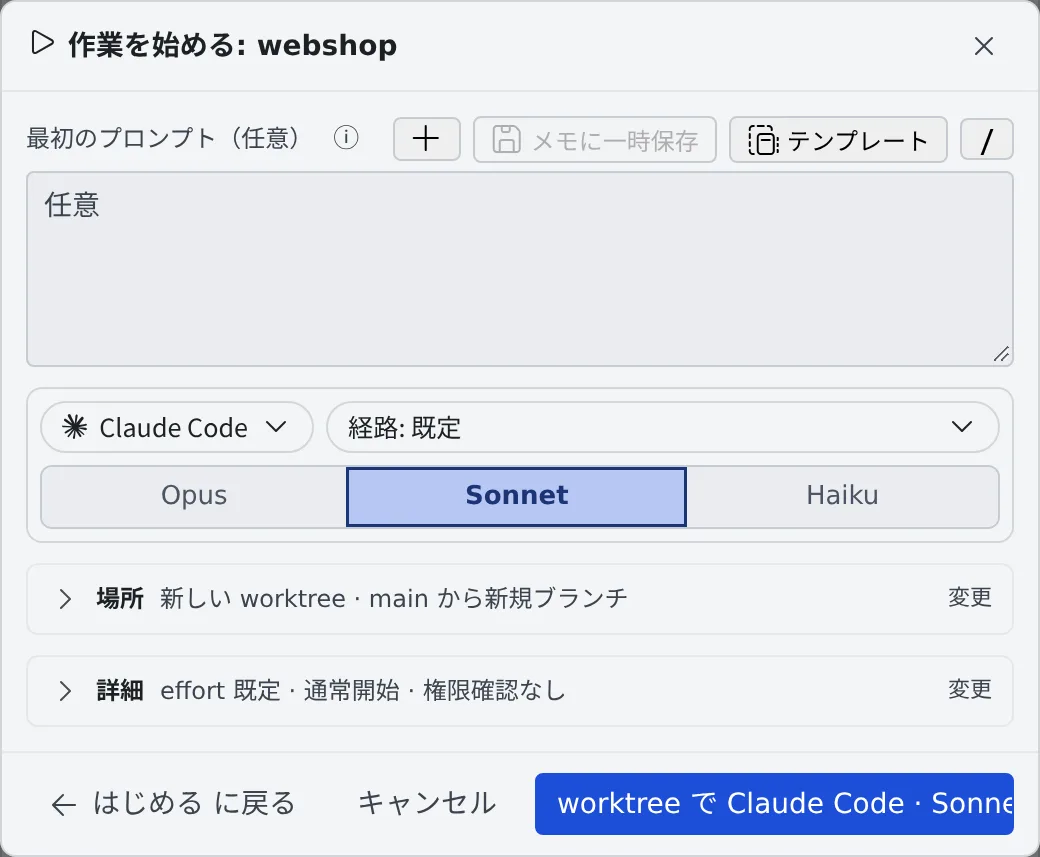 作業を始める: webshop
最初のプロンプト（任意） メモに一時保存 テンプレート /
任意
Claude Code 経路: 既定
Opus Sonnet Haiku
場所 新しい worktree · main から新規ブランチ 変更
詳細 effort 既定 · 通常開始 · 権限確認なし 変更
← はじめる に戻る キャンセル worktree で Claude Code · Sonne